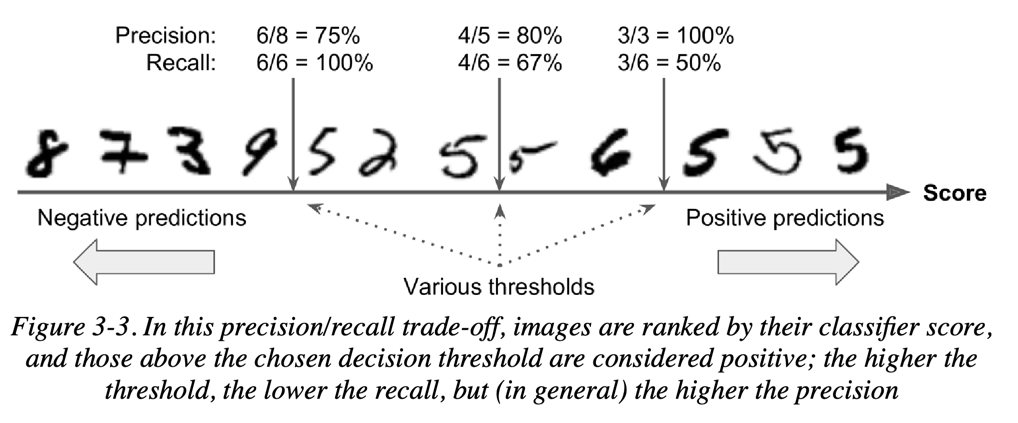 Precision: 6/8 = 75% 4/5 = 80% 3/3 = 100%
Recall: 6/6 = 100% 4/6 = 67% 3/6 = 50%
8 7 3 9 5 2 5 5 6 5 5 5
Score
Negative predictions Positive predictions
Various thresholds
Figure 3-3. In this precision/recall trade-off, images are ranked by their classifier score,
and those above the chosen decision threshold are considered positive; the higher the
threshold, the lower the recall, but (in general) the higher the precision